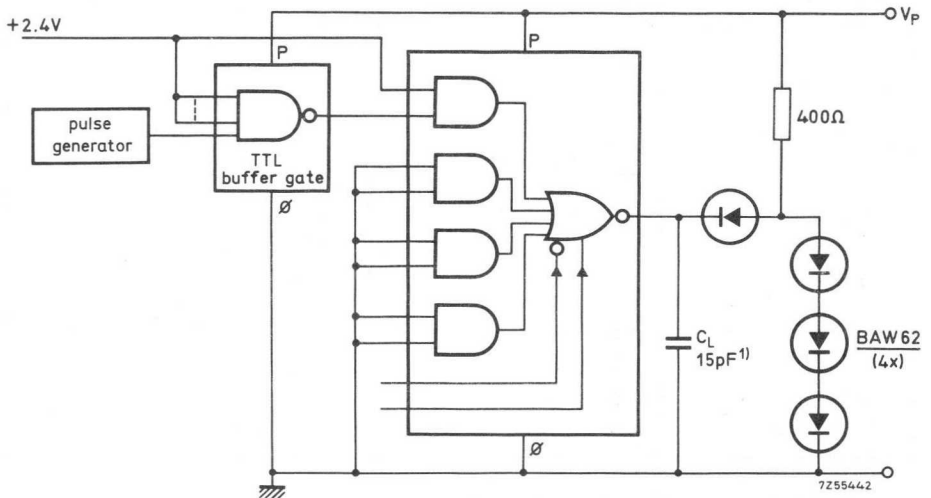 +2.4V
P
P
V_P
pulse
generator
TTL
buffer gate
Ø
400Ω
C_L
15pF¹⁾
BAW62
(4x)
Ø
7Z55442